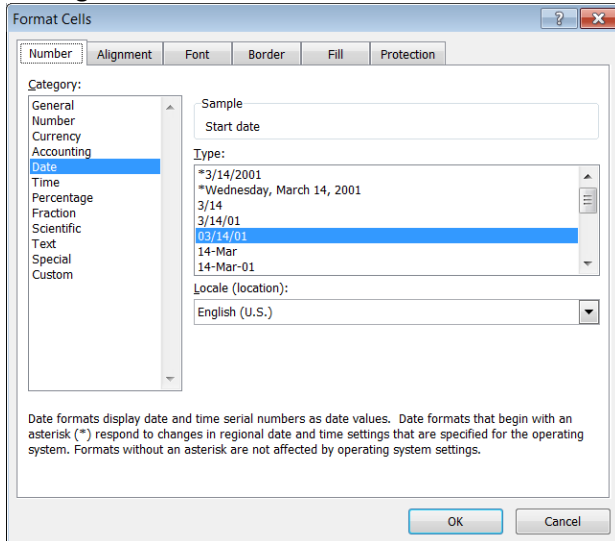 Format Cells
Number Alignment Font Border Fill Protection
Category:
General
Number
Currency
Accounting
Date
Time
Percentage
Fraction
Scientific
Text
Special
Custom
Sample
Start date
Type:
*3/14/2001
*Wednesday, March 14, 2001
3/14
3/14/01
03/14/01
14-Mar
14-Mar-01
Locale (location):
English (U.S.)
Date formats display date and time serial numbers as date values. Date formats that begin with an
asterisk (*) respond to changes in regional date and time settings that are specified for the operating
system. Formats without an asterisk are not affected by operating system settings.
OK Cancel